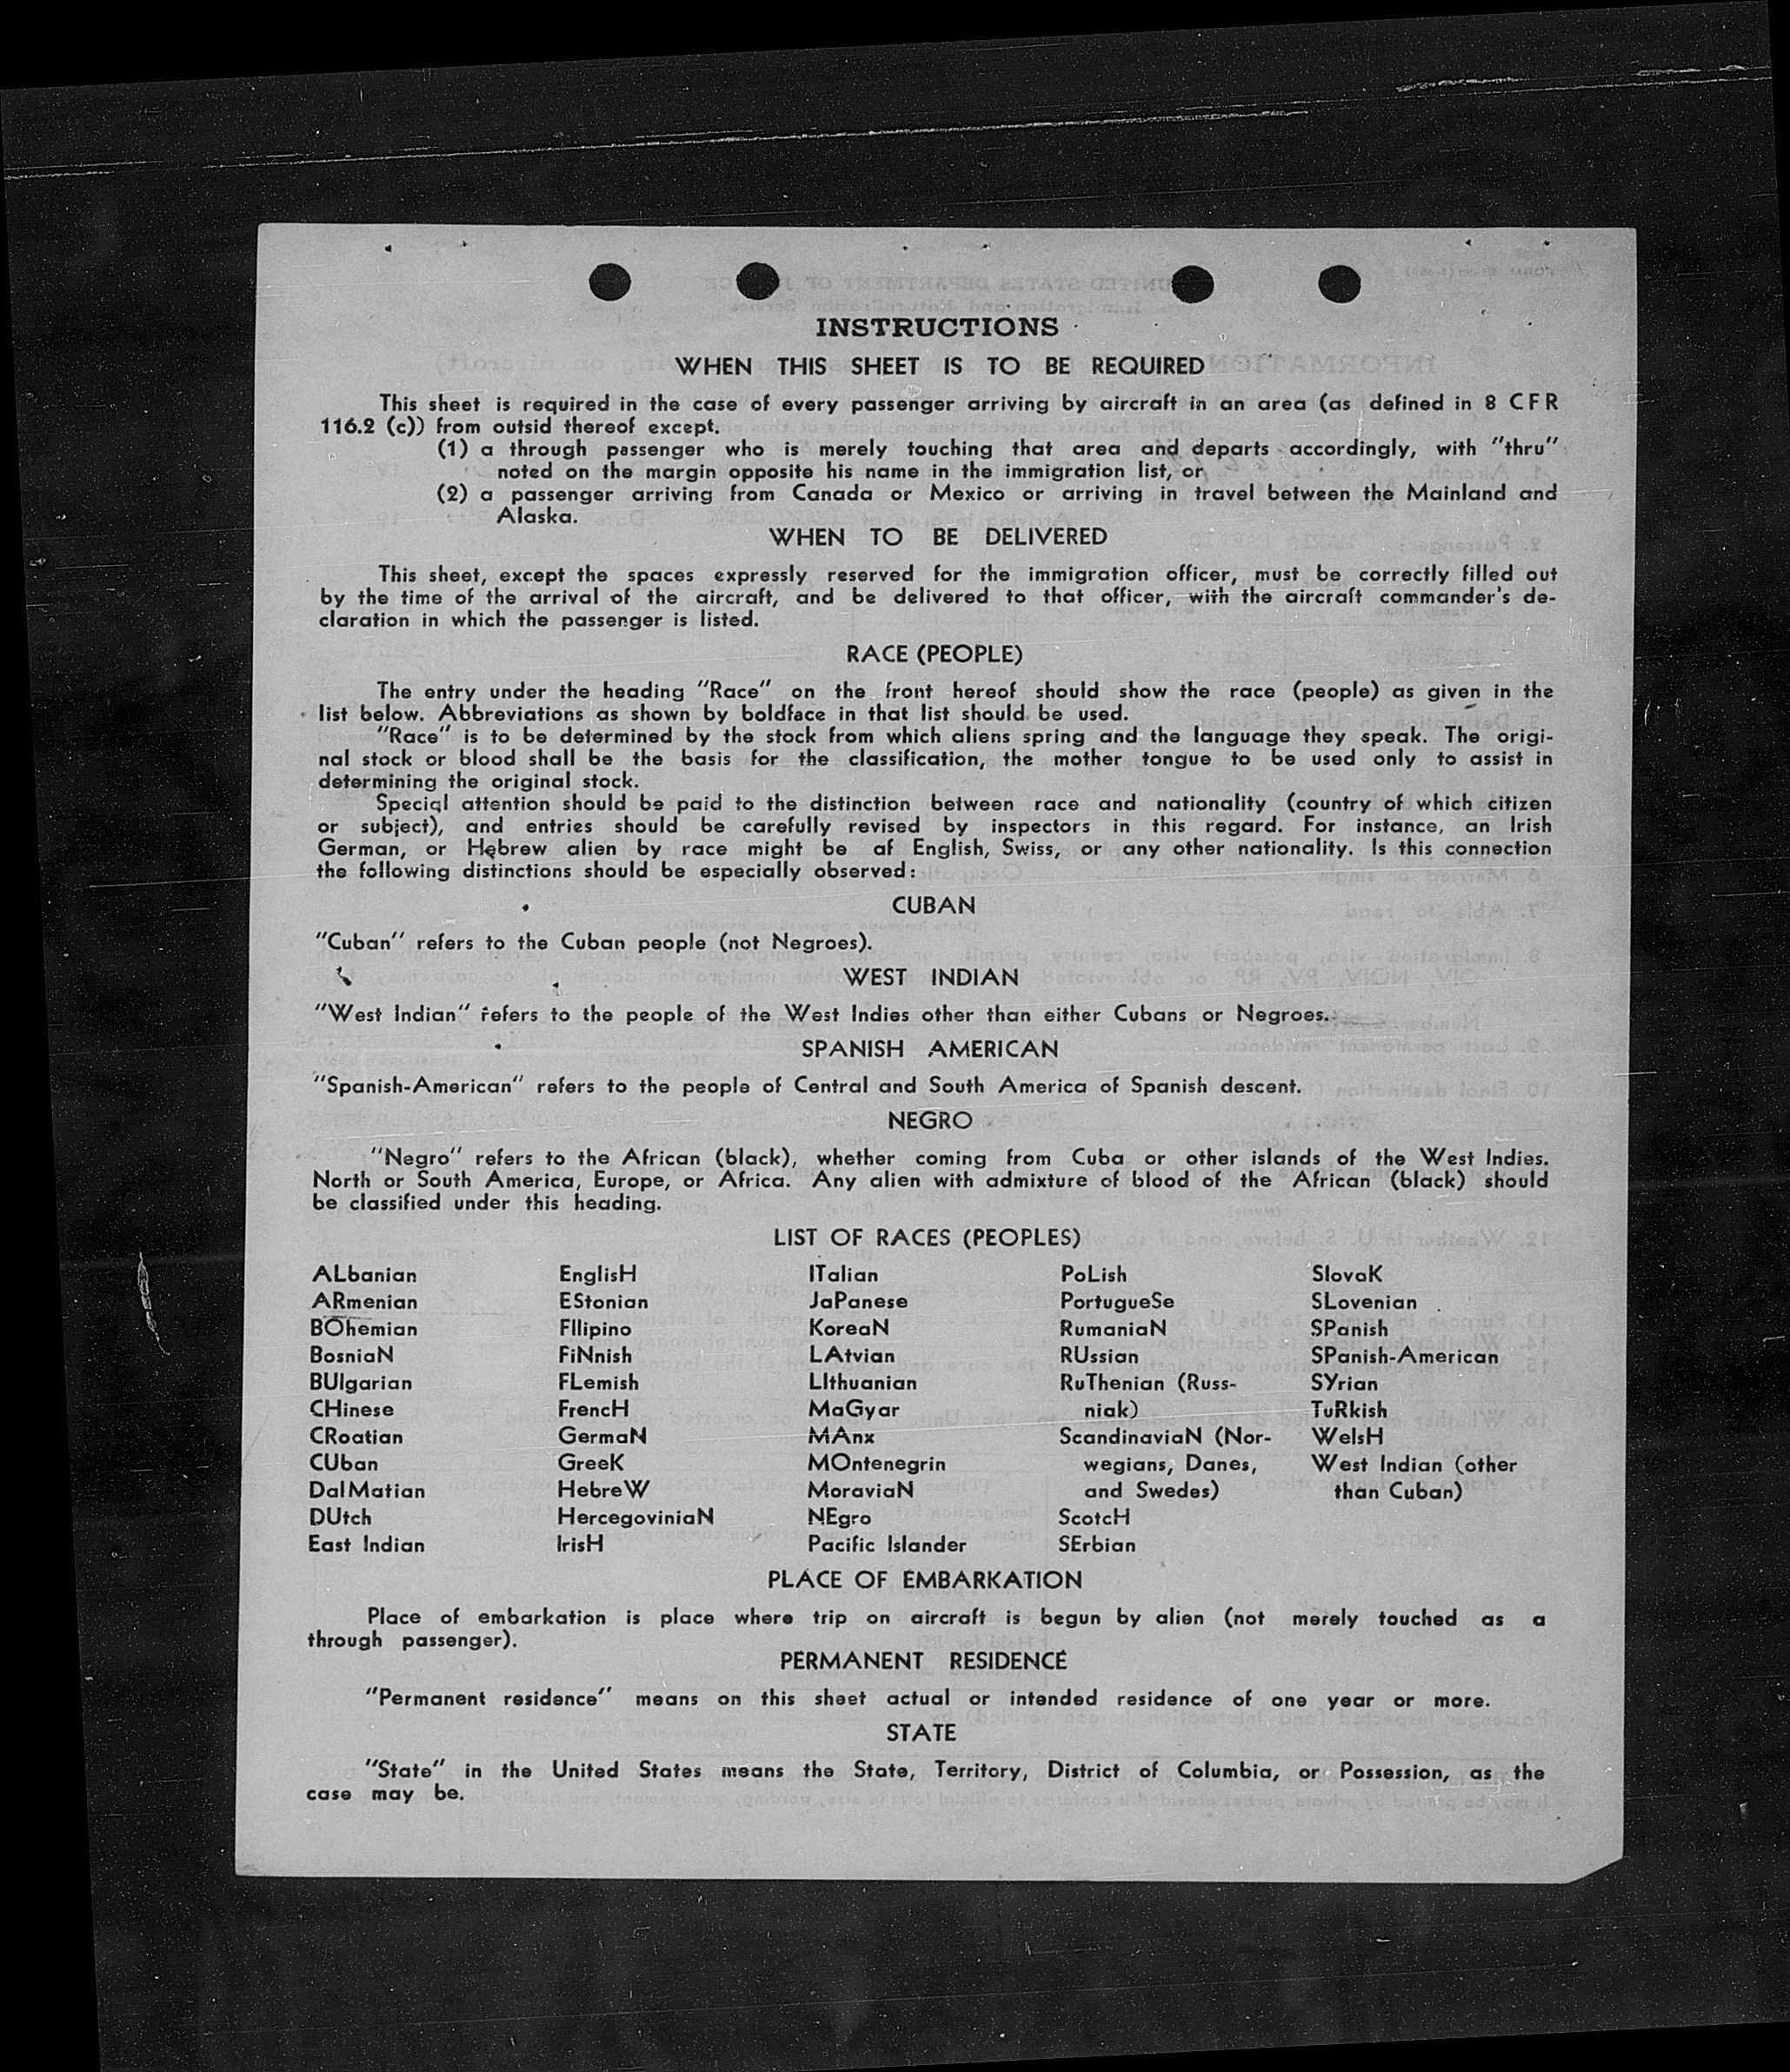 INSTRUCTIONS
WHEN THIS SHEET IS TO BE REQUIRED
This sheet is required in the case of every passenger arriving by aircraft in an area (as defined in 8 CFR
116.2 (c)) from outsid thereof except.
(1) a through passenger who is merely touching that area and departs accordingly, with "thru"
noted on the margin opposite his name in the immigration list, or
(2) a passenger arriving from Canada or Mexico or arriving in travel between the Mainland and
Alaska.
WHEN TO BE DELIVERED
This sheet, except the spaces expressly reserved for the immigration officer, must be correctly filled out
by the time of the arrival of the aircraft, and be delivered to that officer, with the aircraft commander's de-
claration in which the passenger is listed.
RACE (PEOPLE)
The entry under the heading "Race" on the front hereof should show the race (people) as given in the
list below. Abbreviations as shown by boldface in that list should be used.
"Race" is to be determined by the stock from which aliens spring and the language they speak. The origi-
nal stock or blood shall be the basis for the classification, the mother tongue to be used only to assist in
determining the original stock.
Special attention should be paid to the distinction between race and nationality (country of which citizen
or subject), and entries should be carefully revised by inspectors in this regard. For instance, an Irish
German, or Hebrew alien by race might be af English, Swiss, or any other nationality. Is this connection
the following distinctions should be especially observed:
CUBAN
"Cuban" refers to the Cuban people (not Negroes).
WEST INDIAN
"West Indian" refers to the people of the West Indies other than either Cubans or Negroes.
SPANISH AMERICAN
"Spanish-American" refers to the people of Central and South America of Spanish descent.
NEGRO
"Negro" refers to the African (black), whether coming from Cuba or other islands of the West Indies.
North or South America, Europe, or Africa. Any alien with admixture of blood of the African (black) should
be classified under this heading.
LIST OF RACES (PEOPLES)
ALbanian
ARmenian
BOhemian
BosniaN
BUlgarian
CHinese
CRoatian
CUban
DalMatian
DUtch
East Indian
EnglisH
EStonian
FIlipino
FiNnish
FLemish
FrencH
GermaN
GreeK
HebreW
HercegoviniaN
IrisH
ITalian
JaPanese
KoreaN
LAtvian
LIthuanian
MaGyar
MAnx
MOntenegrin
MoraviaN
NEgro
Pacific Islander
PoLish
PortugueSe
RumaniaN
RUssian
RuThenian (Russ-
niak)
ScandinaviaN (Nor-
wegians, Danes,
and Swedes)
ScotcH
SErbian
SlovaK
SLovenian
SPanish
SPanish-American
SYrian
TuRkish
WelsH
West Indian (other
than Cuban)
PLACE OF EMBARKATION
Place of embarkation is place where trip on aircraft is begun by alien (not merely touched as a
through passenger).
PERMANENT RESIDENCE
"Permanent residence" means on this sheet actual or intended residence of one year or more.
STATE
"State" in the United States means the State, Territory, District of Columbia, or Possession, as the
case may be.